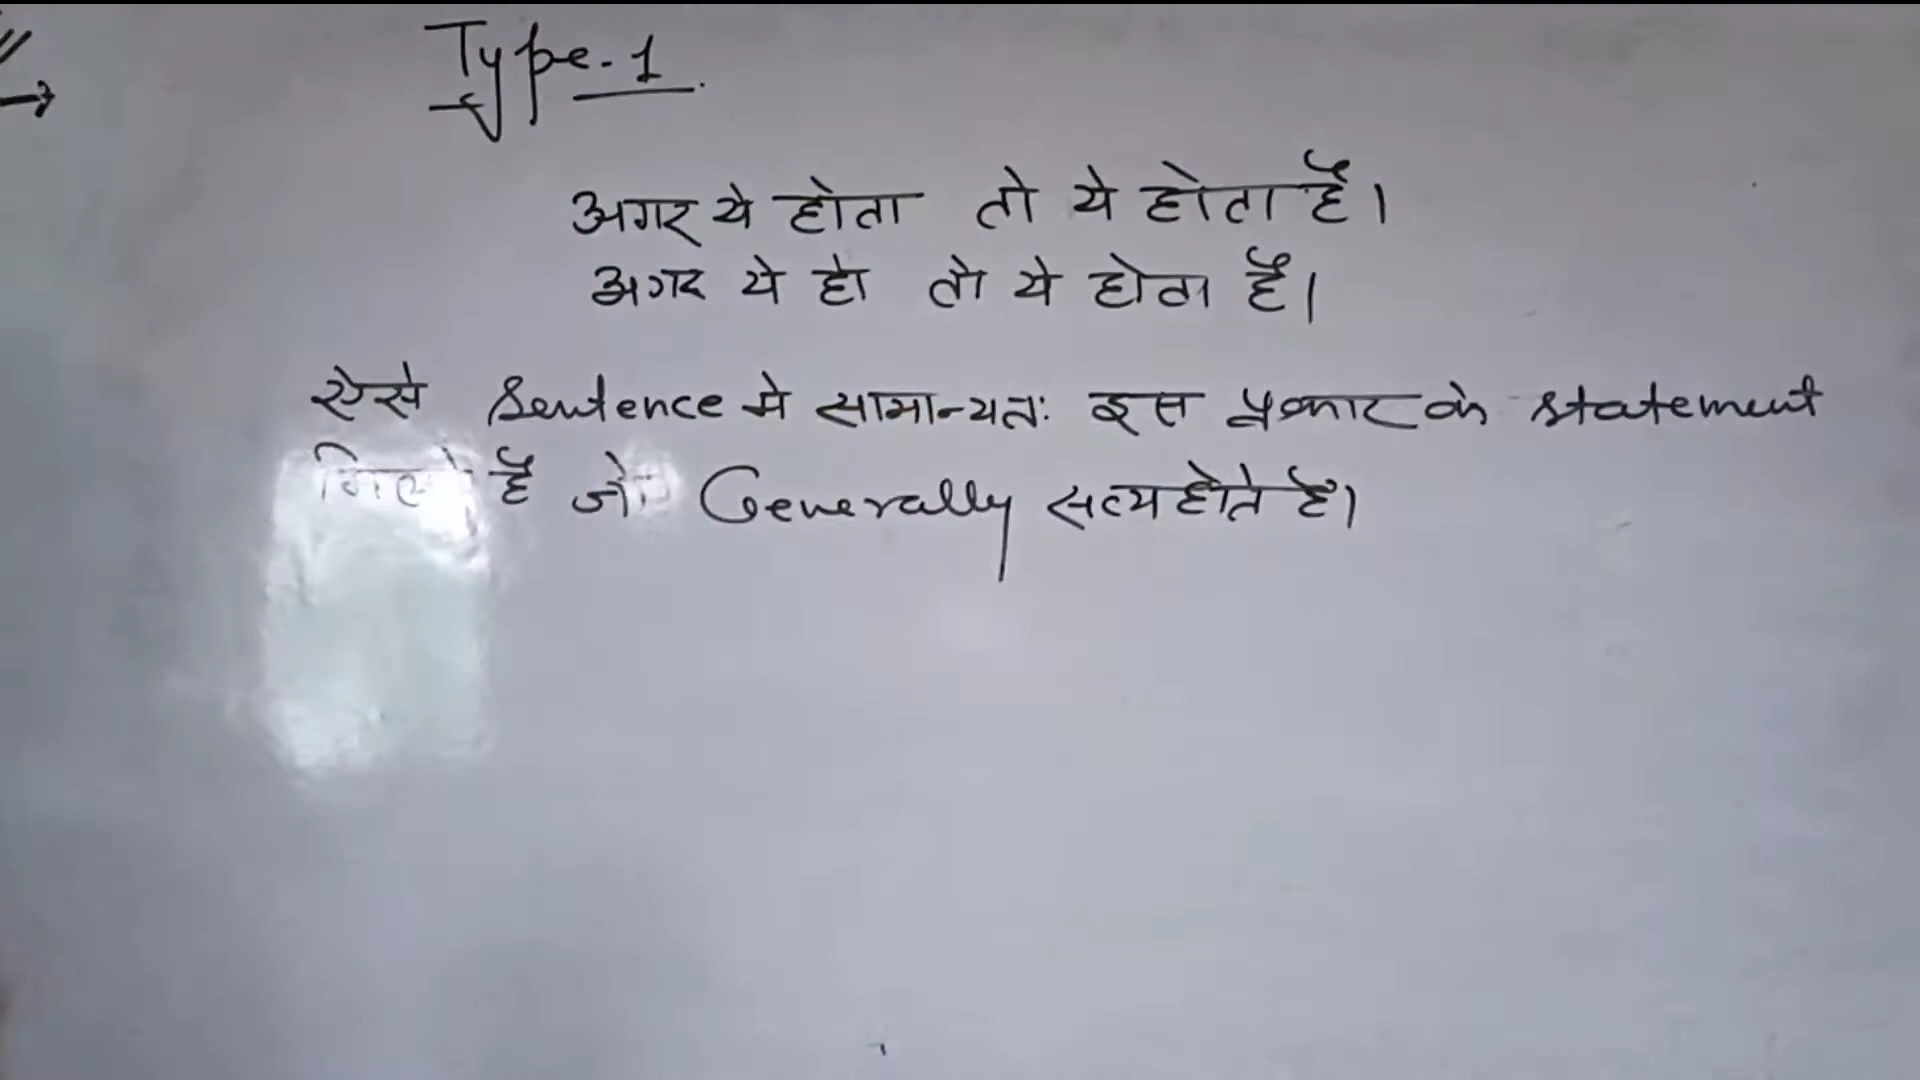 Type-1
अगर ये होता तो ये होता है।
अगर ये हो तो ये होता है।
ऐसे Sentence मे सामान्यतः इस प्रकार के statement
है जो Generally सत्य होते है।